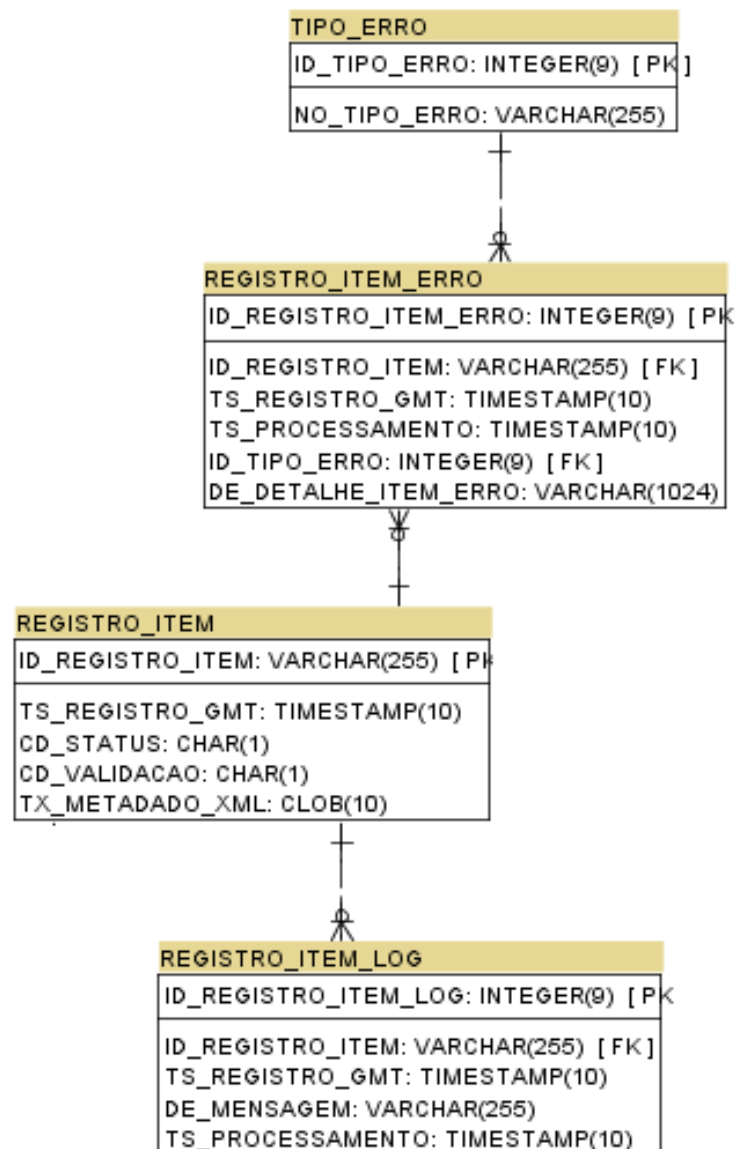 TIPO_ERRO
ID_TIPO_ERRO: INTEGER(9) [PK]
NO_TIPO_ERRO: VARCHAR(255)
REGISTRO_ITEM_ERRO
ID_REGISTRO_ITEM_ERRO: INTEGER(9) [PK
ID_REGISTRO_ITEM: VARCHAR(255) [FK]
TS_REGISTRO_GMT: TIMESTAMP(10)
TS_PROCESSAMENTO: TIMESTAMP(10)
ID_TIPO_ERRO: INTEGER(9) [FK]
DE_DETALHE_ITEM_ERRO: VARCHAR(1024)
REGISTRO_ITEM
ID_REGISTRO_ITEM: VARCHAR(255) [PK
TS_REGISTRO_GMT: TIMESTAMP(10)
CD_STATUS: CHAR(1)
CD_VALIDACAO: CHAR(1)
TX_METADADO_XML: CLOB(10)
REGISTRO_ITEM_LOG
ID_REGISTRO_ITEM_LOG: INTEGER(9) [PK
ID_REGISTRO_ITEM: VARCHAR(255) [FK]
TS_REGISTRO_GMT: TIMESTAMP(10)
DE_MENSAGEM: VARCHAR(255)
TS_PROCESSAMENTO: TIMESTAMP(10)